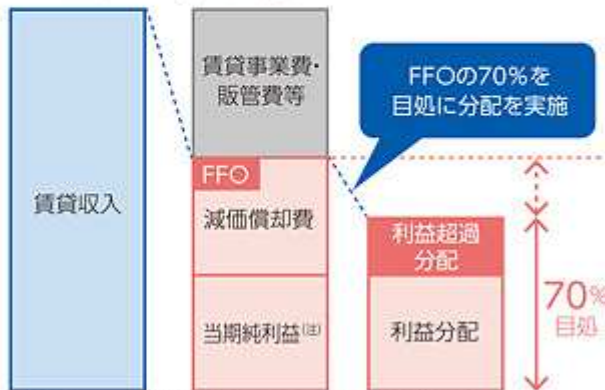 賃貸収入
賃貸事業費・
販管費等
FFO
減価償却費
当期純利益(注)
FFOの70%を
目処に分配を実施
利益超過
分配
利益分配
70%
目処